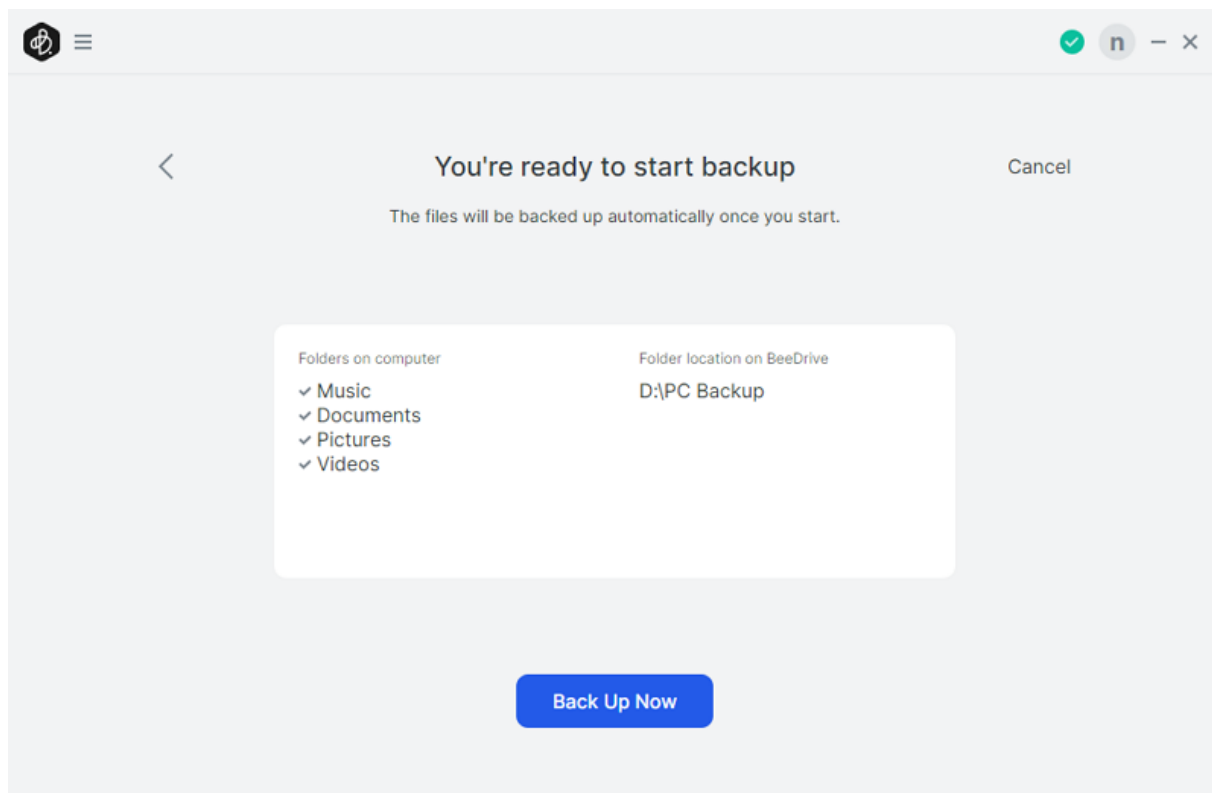 n
You're ready to start backup
Cancel
The files will be backed up automatically once you start.
Folders on computer
Music
Documents
Pictures
Videos
Folder location on BeeDrive
D:\PC Backup
Back Up Now